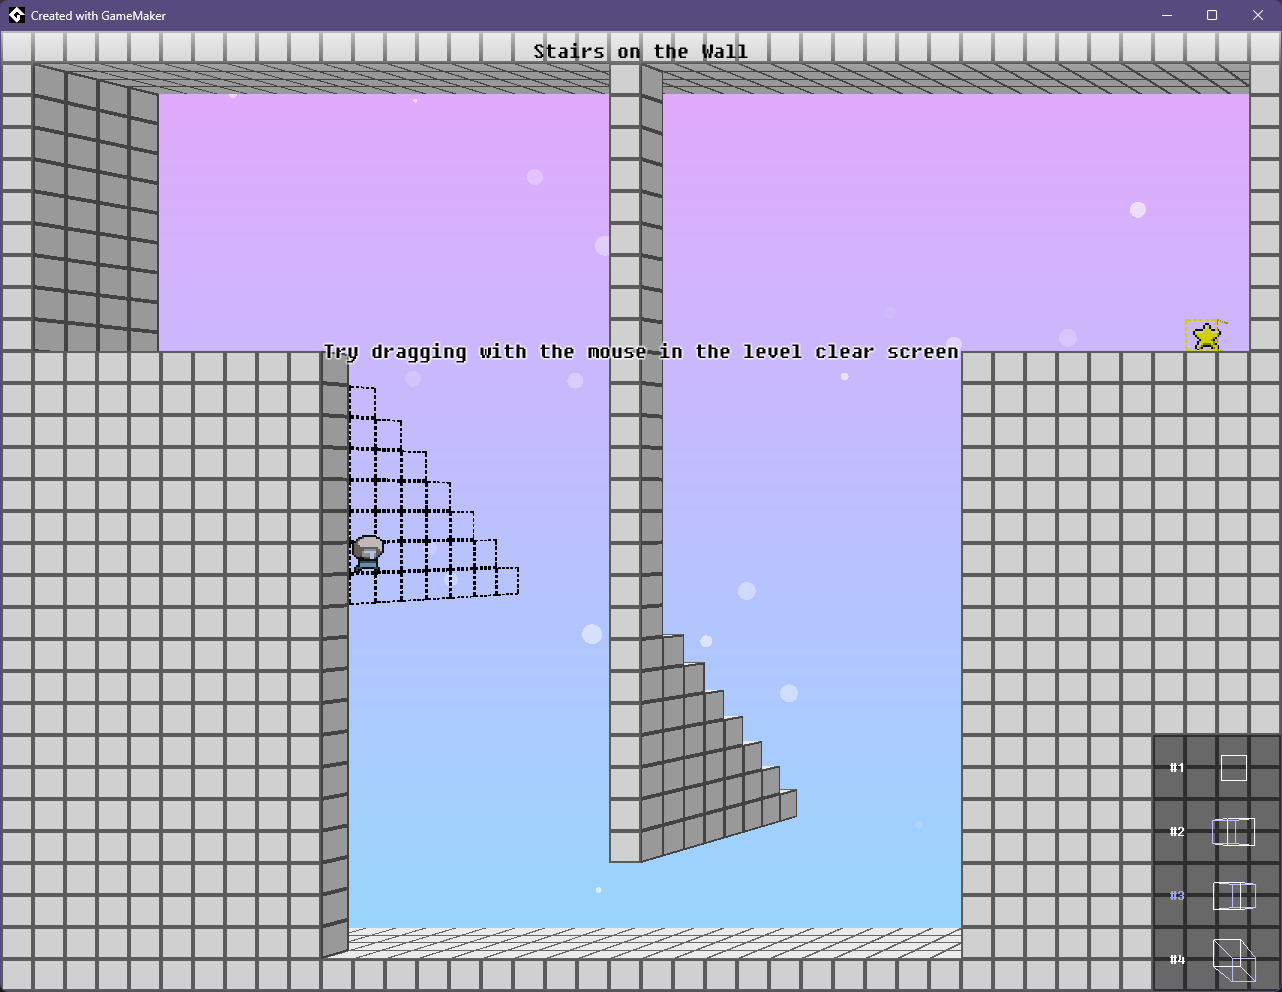 Created with GameMaker
Stairs on the Wall
Try dragging with the mouse in the level clear screen
#1
#2
#3
#4